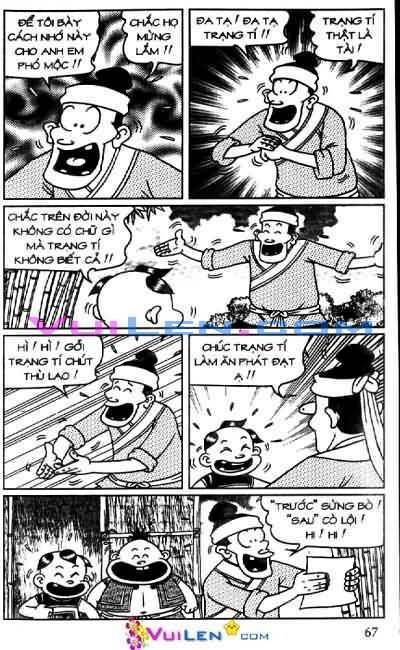 ĐỂ TÔI BÀY
CÁCH NHỚ NÀY
CHO ANH EM
PHÓ MỘC !!
CHẮC HỌ
MỪNG
LẮM !!
ĐA TẠ! ĐA TẠ
TRẠNG TÍ !!
TRẠNG TÍ
THẬT LÀ
TÀI!
CHẮC TRÊN ĐỜI NÀY
KHÔNG CÓ CHỮ GÌ
MÀ TRẠNG TÍ
KHÔNG BIẾT CẢ !!
VUILEN.COM
HÌ! HÌ! GỞI
TRẠNG TÍ CHÚT
THÙ LAO!
CHÚC TRẠNG TÍ
LÀM ĂN PHÁT ĐẠT
Ạ !!
"TRƯỚC" SỪNG BÒ!
"SAU" CÒ LỘI!
HI! HI!
67
VUILEN.COM